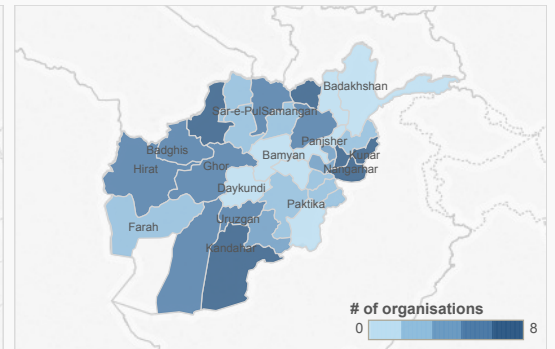 Badakhshan
Sar-e-Pul
Samangan
Panjsher
Badghis
Bamyan
Kunar
Hirat
Ghor
Nangarhar
Daykundi
Paktika
Uruzgan
Farah
Kandahar
# of organisations
0
8